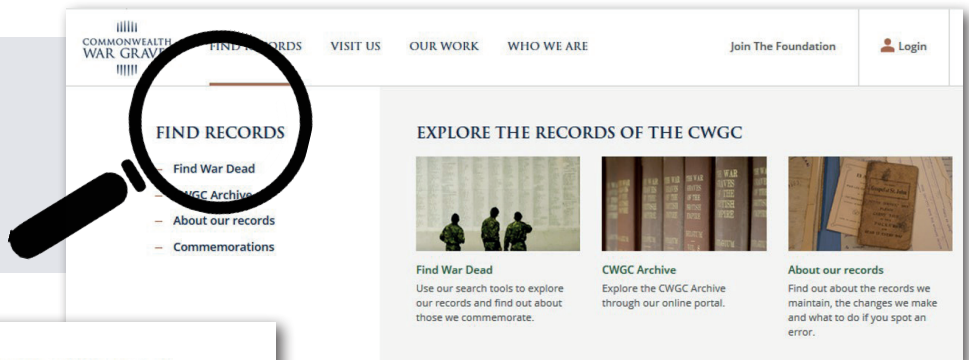 COMMONWEALTH
WAR GRAVES
FIND RECORDS
VISIT US
OUR WORK
WHO WE ARE
Join The Foundation
Login
FIND RECORDS
– Find War Dead
– CWGC Archive
– About our records
– Commemorations
EXPLORE THE RECORDS OF THE CWGC
Find War Dead
Use our search tools to explore
our records and find out about
those we commemorate.
CWGC Archive
Explore the CWGC Archive
through our online portal.
About our records
Find out about the records we
maintain, the changes we make
and what to do if you spot an
error.